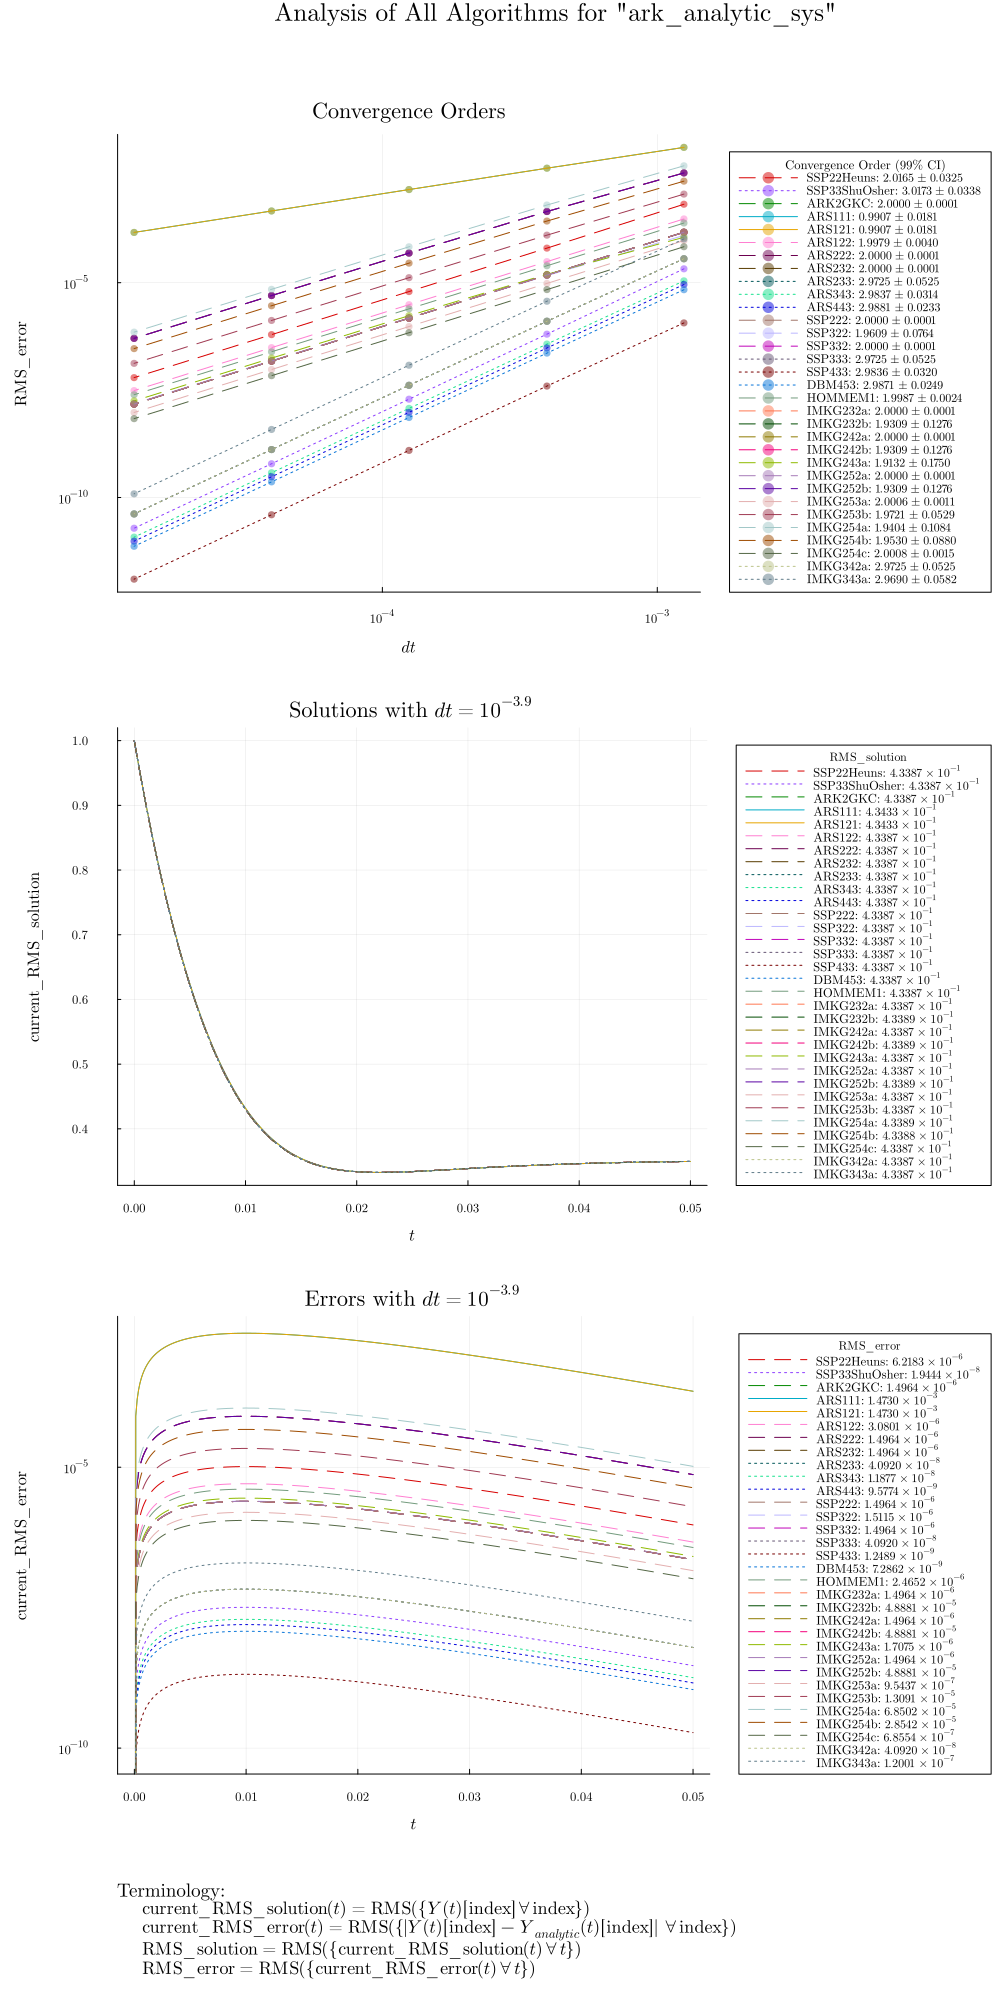 Analysis of All Algorithms for "ark_analytic_sys"
Convergence Orders
RMS_error
10⁻⁵
10⁻¹⁰
10⁻⁴
10⁻³
dt
Convergence Order (99% CI)
SSP22Heuns: 2.0165 ± 0.0325
SSP33ShuOsher: 3.0173 ± 0.0338
ARK2GKC: 2.0000 ± 0.0001
ARS111: 0.9907 ± 0.0181
ARS121: 0.9907 ± 0.0181
ARS122: 1.9979 ± 0.0040
ARS222: 2.0000 ± 0.0001
ARS232: 2.0000 ± 0.0001
ARS233: 2.9725 ± 0.0525
ARS343: 2.9837 ± 0.0314
ARS443: 2.9881 ± 0.0233
SSP222: 2.0000 ± 0.0001
SSP322: 1.9609 ± 0.0764
SSP332: 2.0000 ± 0.0001
SSP333: 2.9725 ± 0.0525
SSP433: 2.9836 ± 0.0320
DBM453: 2.9871 ± 0.0249
HOMMEM1: 1.9987 ± 0.0024
IMKG232a: 2.0000 ± 0.0001
IMKG232b: 1.9309 ± 0.1276
IMKG242a: 2.0000 ± 0.0001
IMKG242b: 1.9309 ± 0.1276
IMKG243a: 1.9132 ± 0.1750
IMKG252a: 2.0000 ± 0.0001
IMKG252b: 1.9309 ± 0.1276
IMKG253a: 2.0006 ± 0.0011
IMKG253b: 1.9721 ± 0.0529
IMKG254a: 1.9404 ± 0.1084
IMKG254b: 1.9530 ± 0.0880
IMKG254c: 2.0008 ± 0.0015
IMKG342a: 2.9725 ± 0.0525
IMKG343a: 2.9690 ± 0.0582
Solutions with dt = 10⁻³·⁹
current_RMS_solution
1.0
0.9
0.8
0.7
0.6
0.5
0.4
0.00 0.01 0.02 0.03 0.04 0.05
t
RMS_solution
SSP22Heuns: 4.3387 × 10⁻¹
SSP33ShuOsher: 4.3387 × 10⁻¹
ARK2GKC: 4.3387 × 10⁻¹
ARS111: 4.3433 × 10⁻¹
ARS121: 4.3433 × 10⁻¹
ARS122: 4.3387 × 10⁻¹
ARS222: 4.3387 × 10⁻¹
ARS232: 4.3387 × 10⁻¹
ARS233: 4.3387 × 10⁻¹
ARS343: 4.3387 × 10⁻¹
ARS443: 4.3387 × 10⁻¹
SSP222: 4.3387 × 10⁻¹
SSP322: 4.3387 × 10⁻¹
SSP332: 4.3387 × 10⁻¹
SSP333: 4.3387 × 10⁻¹
SSP433: 4.3387 × 10⁻¹
DBM453: 4.3387 × 10⁻¹
HOMMEM1: 4.3387 × 10⁻¹
IMKG232a: 4.3387 × 10⁻¹
IMKG232b: 4.3389 × 10⁻¹
IMKG242a: 4.3387 × 10⁻¹
IMKG242b: 4.3389 × 10⁻¹
IMKG243a: 4.3387 × 10⁻¹
IMKG252a: 4.3387 × 10⁻¹
IMKG252b: 4.3389 × 10⁻¹
IMKG253a: 4.3387 × 10⁻¹
IMKG253b: 4.3387 × 10⁻¹
IMKG254a: 4.3389 × 10⁻¹
IMKG254b: 4.3388 × 10⁻¹
IMKG254c: 4.3387 × 10⁻¹
IMKG342a: 4.3387 × 10⁻¹
IMKG343a: 4.3387 × 10⁻¹
Errors with dt = 10⁻³·⁹
current_RMS_error
10⁻⁵
10⁻¹⁰
0.00 0.01 0.02 0.03 0.04 0.05
t
RMS_error
SSP22Heuns: 6.2183 × 10⁻⁶
SSP33ShuOsher: 1.9444 × 10⁻⁸
ARK2GKC: 1.4964 × 10⁻⁶
ARS111: 1.4730 × 10⁻³
ARS121: 1.4730 × 10⁻³
ARS122: 3.0801 × 10⁻⁶
ARS222: 1.4964 × 10⁻⁶
ARS232: 1.4964 × 10⁻⁶
ARS233: 4.0920 × 10⁻⁸
ARS343: 1.1877 × 10⁻⁸
ARS443: 9.5774 × 10⁻⁹
SSP222: 1.4964 × 10⁻⁶
SSP322: 1.5115 × 10⁻⁶
SSP332: 1.4964 × 10⁻⁶
SSP333: 4.0920 × 10⁻⁸
SSP433: 1.2489 × 10⁻⁹
DBM453: 7.2862 × 10⁻⁹
HOMMEM1: 2.4652 × 10⁻⁶
IMKG232a: 1.4964 × 10⁻⁶
IMKG232b: 4.8881 × 10⁻⁵
IMKG242a: 1.4964 × 10⁻⁶
IMKG242b: 4.8881 × 10⁻⁵
IMKG243a: 1.7075 × 10⁻⁶
IMKG252a: 1.4964 × 10⁻⁶
IMKG252b: 4.8881 × 10⁻⁵
IMKG253a: 9.5437 × 10⁻⁷
IMKG253b: 1.3091 × 10⁻⁵
IMKG254a: 6.8502 × 10⁻⁵
IMKG254b: 2.8542 × 10⁻⁵
IMKG254c: 6.8554 × 10⁻⁷
IMKG342a: 4.0920 × 10⁻⁸
IMKG343a: 1.2001 × 10⁻⁷
Terminology:
current_RMS_solution(t) = RMS({Y(t)[index] ∀ index})
current_RMS_error(t) = RMS({|Y(t)[index] − Y_analytic(t)[index]| ∀ index})
RMS_solution = RMS({current_RMS_solution(t) ∀ t})
RMS_error = RMS({current_RMS_error(t) ∀ t})